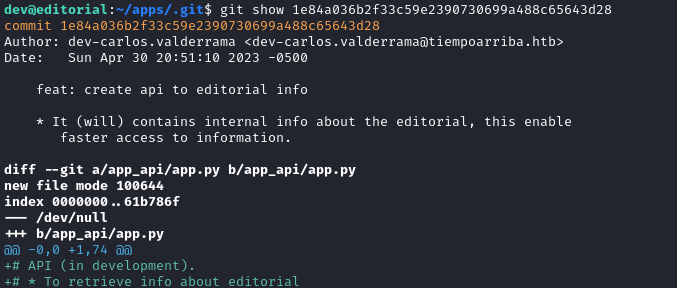 dev@editorial:~/apps/.git$ git show 1e84a036b2f33c59e2390730699a488c65643d28
commit 1e84a036b2f33c59e2390730699a488c65643d28
Author: dev-carlos.valderrama <dev-carlos.valderrama@tiempoarriba.htb>
Date:   Sun Apr 30 20:51:10 2023 -0500

    feat: create api to editorial info

    * It (will) contains internal info about the editorial, this enable
       faster access to information.

diff --git a/app_api/app.py b/app_api/app.py
new file mode 100644
index 0000000..61b786f
--- /dev/null
+++ b/app_api/app.py
@@ -0,0 +1,74 @@
+# API (in development).
+# * To retrieve info about editorial